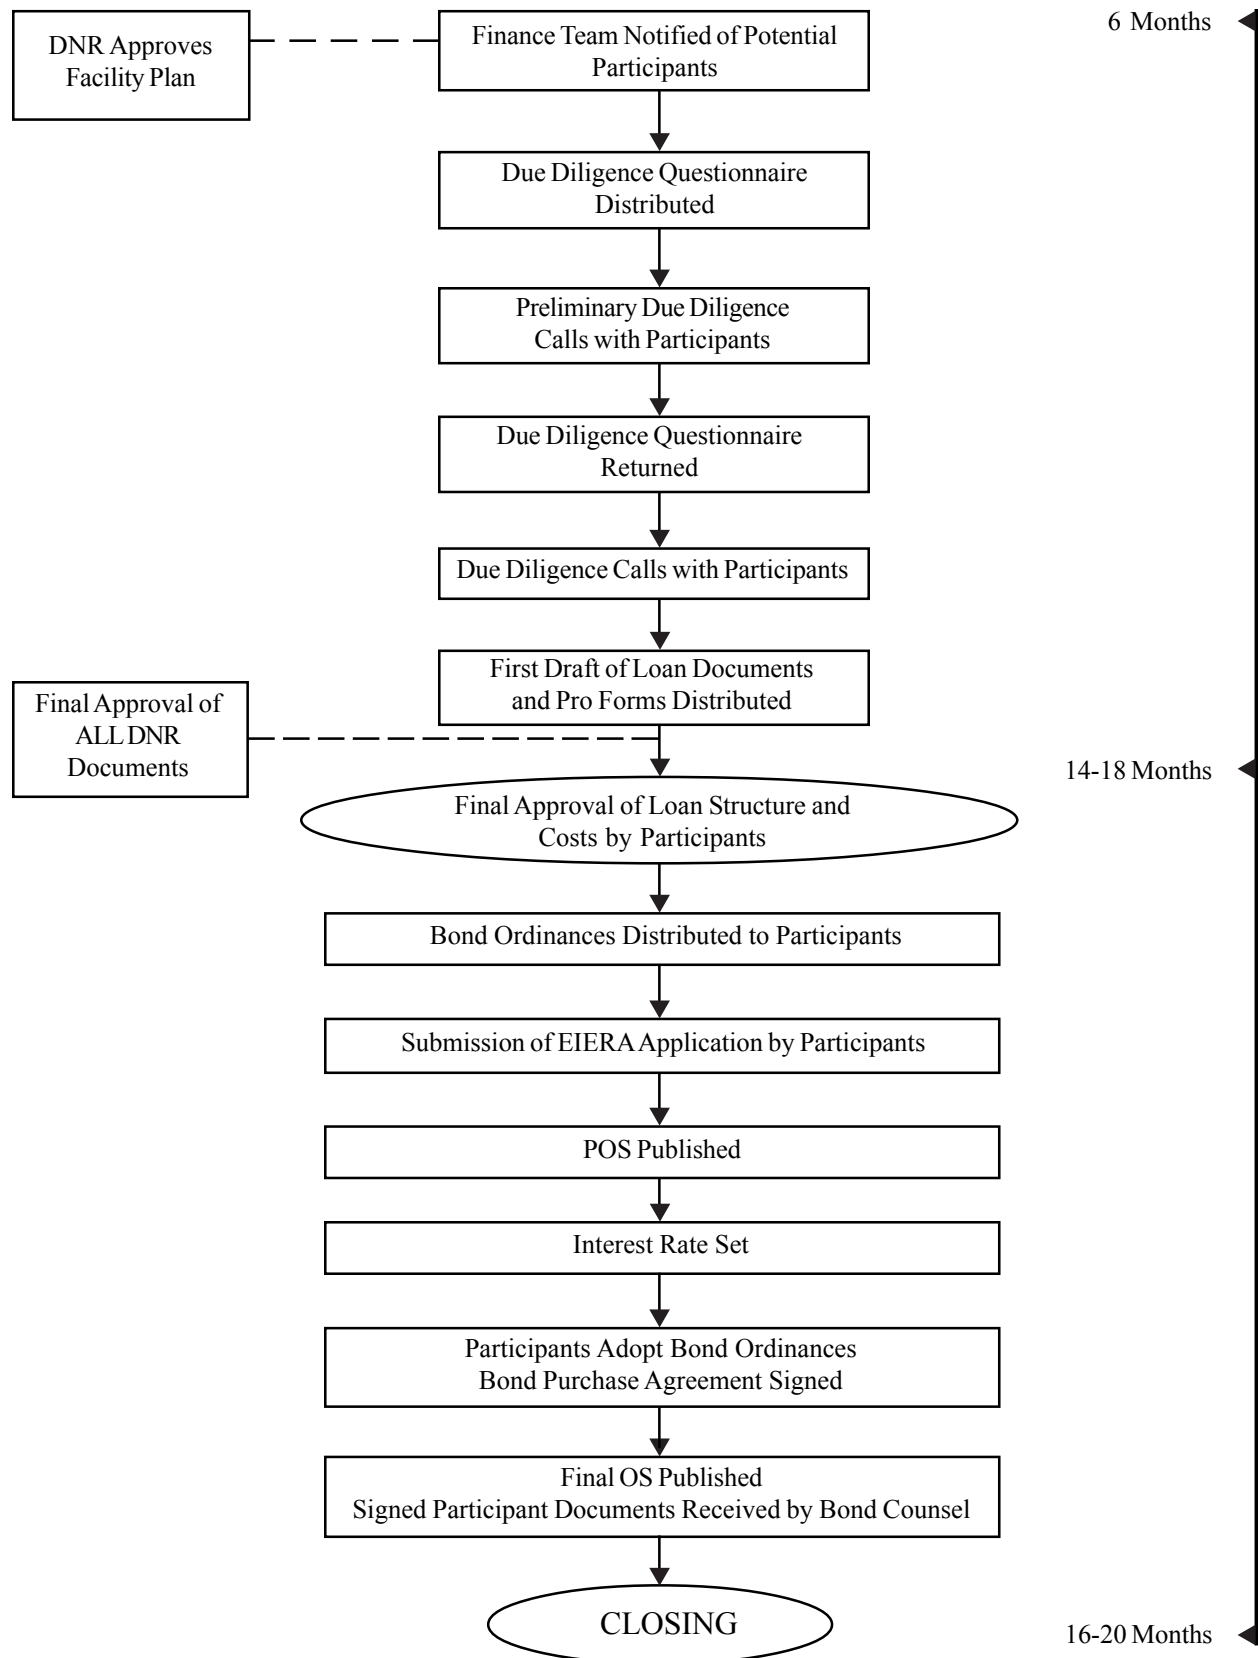 DNR Approves
Facility Plan
Finance Team Notified of Potential
Participants
6 Months
Due Diligence Questionnaire
Distributed
Preliminary Due Diligence
Calls with Participants
Due Diligence Questionnaire
Returned
Due Diligence Calls with Participants
First Draft of Loan Documents
and Pro Forms Distributed
Final Approval of
ALL DNR
Documents
14-18 Months
Final Approval of Loan Structure and
Costs by Participants
Bond Ordinances Distributed to Participants
Submission of EIERA Application by Participants
POS Published
Interest Rate Set
Participants Adopt Bond Ordinances
Bond Purchase Agreement Signed
Final OS Published
Signed Participant Documents Received by Bond Counsel
CLOSING
16-20 Months